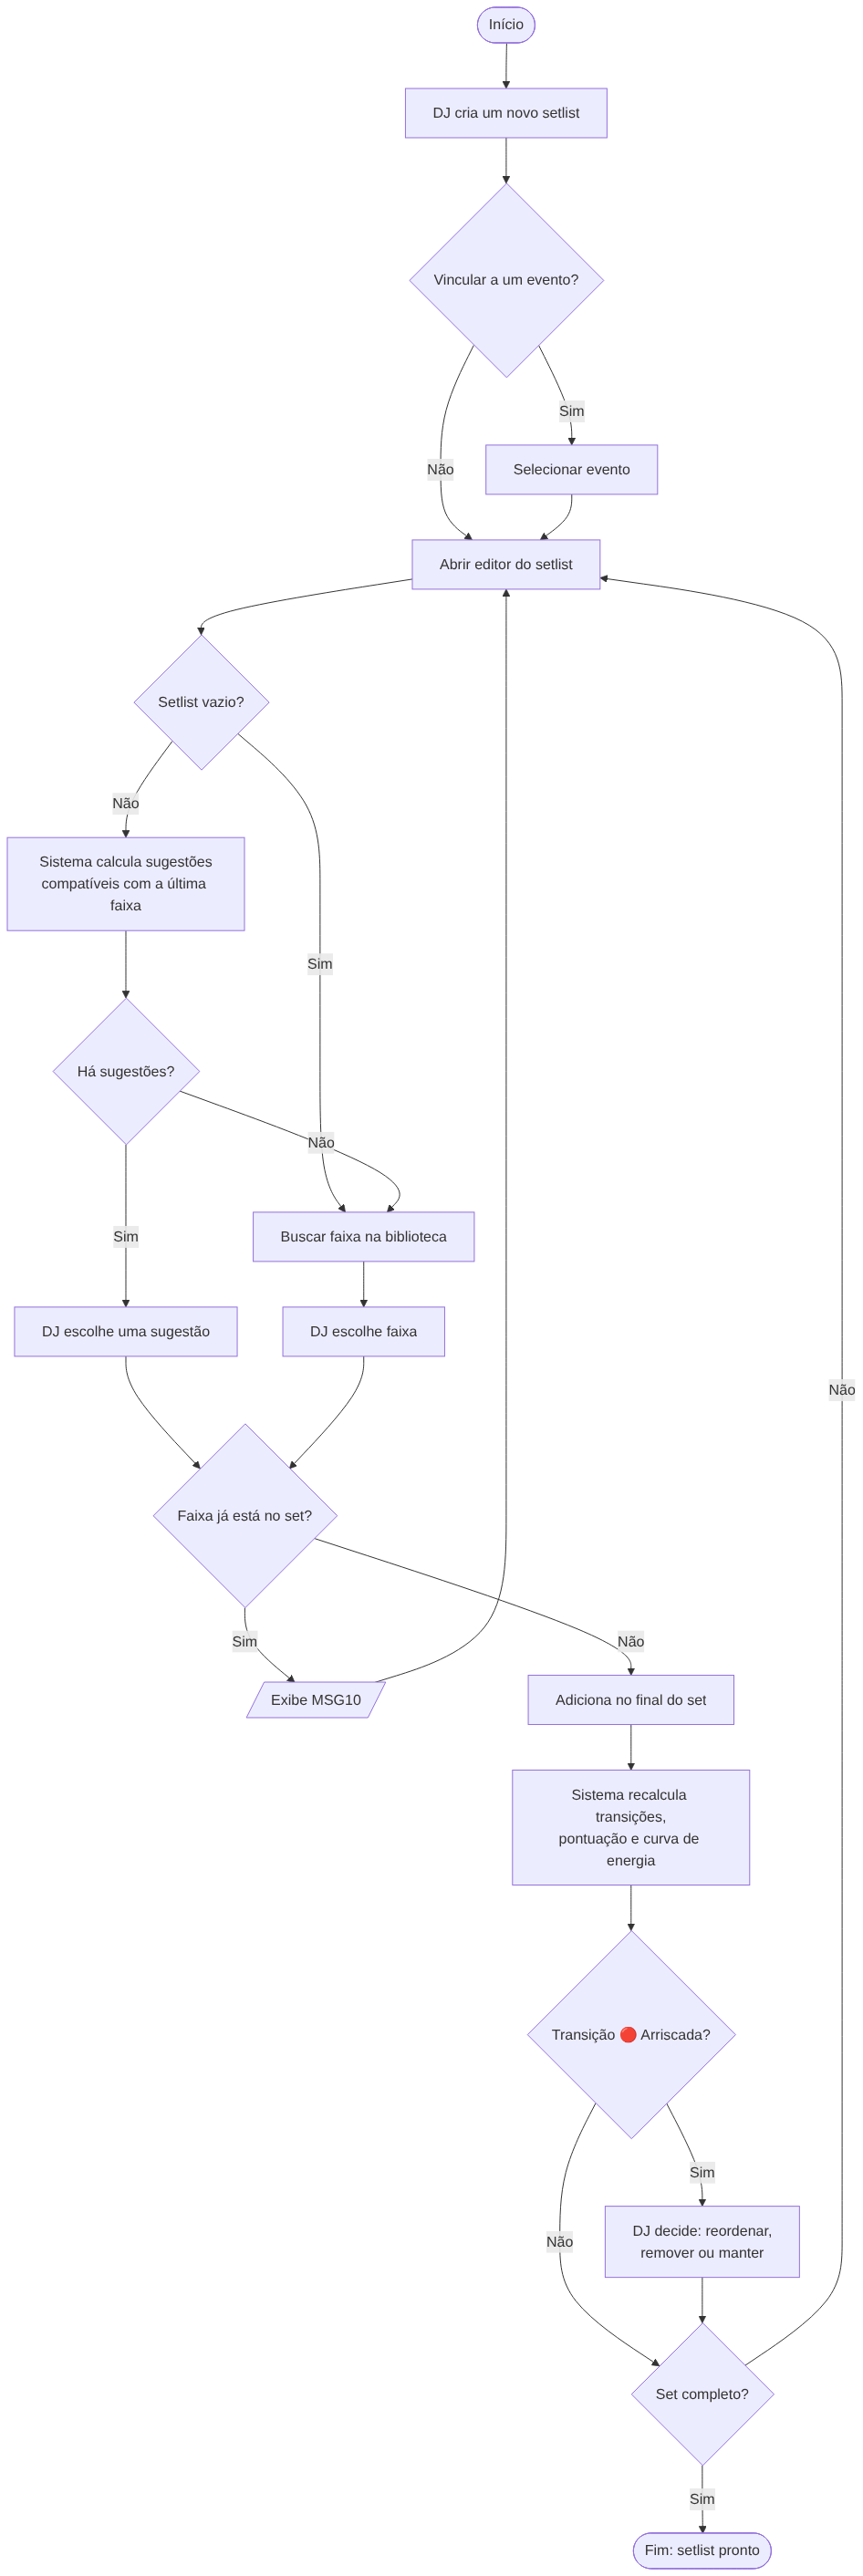 Início
DJ cria um novo setlist
Vincular a um evento?
Sim
Não
Selecionar evento
Abrir editor do setlist
Setlist vazio?
Não
Sistema calcula sugestões
compatíveis com a última
faixa
Sim
Há sugestões?
Não
Sim
Buscar faixa na biblioteca
DJ escolhe uma sugestão
DJ escolhe faixa
Não
Faixa já está no set?
Sim
Não
Exibe MSG10
Adiciona no final do set
Sistema recalcula
transições,
pontuação e curva de
energia
Transição 🔴 Arriscada?
Sim
Não
DJ decide: reordenar,
remover ou manter
Set completo?
Sim
Fim: setlist pronto